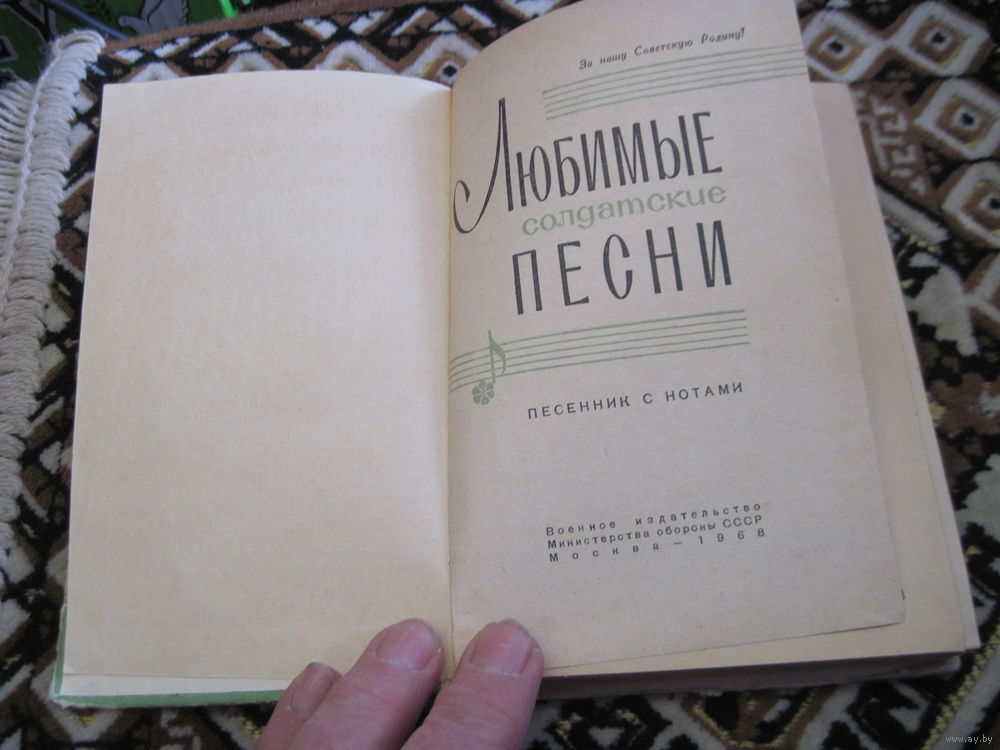 За нашу Советскую Родину!
Любимые
солдатские
ПЕСНИ
ПЕСЕННИК С НОТАМИ
Военное издательство
Министерства обороны СССР
Москва — 1968
www.ay.by